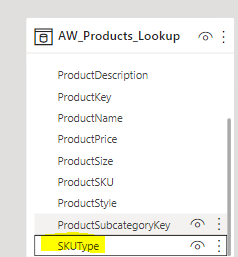 AW_Products_Lookup
ProductDescription
ProductKey
ProductName
ProductPrice
ProductSize
ProductSKU
ProductStyle
ProductSubcategoryKey
SKUType